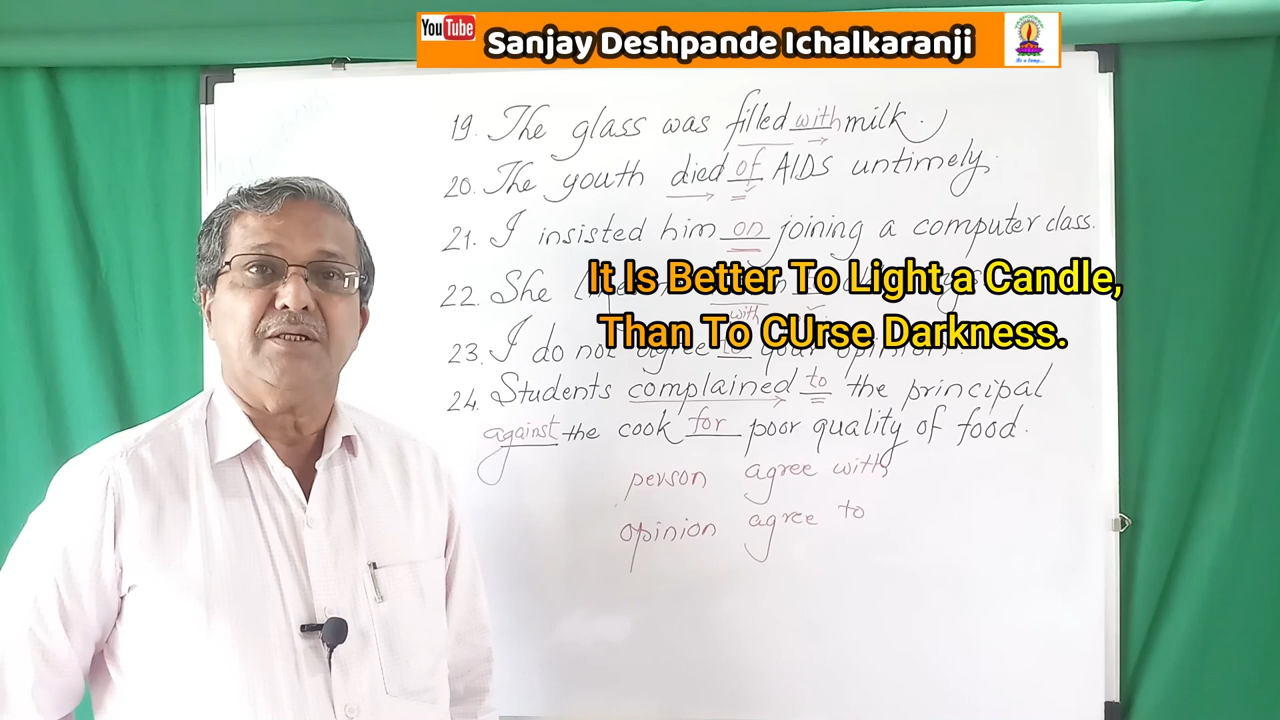 YouTube
Sanjay Deshpande Ichalkaranji
Be a lamp...
19. The glass was filled with milk.
20. The youth died of AIDS untimely.
21. I insisted him on joining a computer class.
It Is Better To Light a Candle,
22. She
with
Than To CUrse Darkness.
23. I do not agree to your opinion.
24. Students complained to the principal
against the cook for poor quality of food.
person agree with
opinion agree to